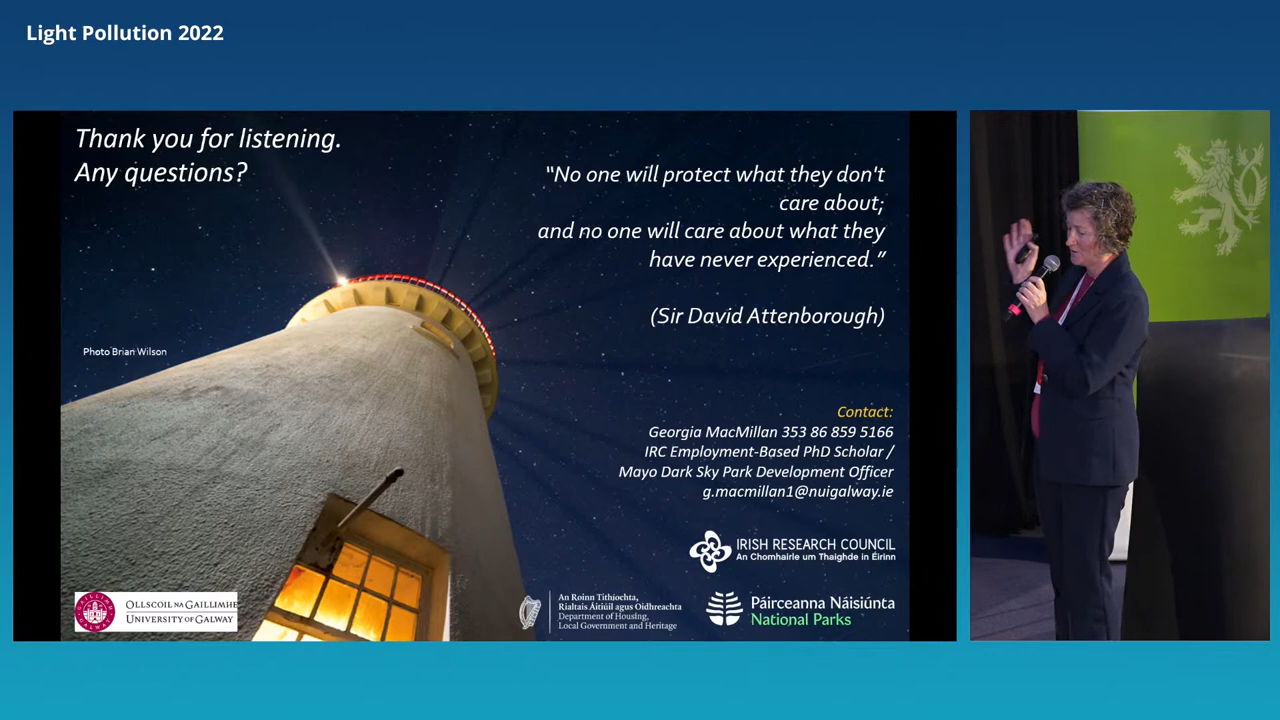 Light Pollution 2022
Thank you for listening.
Any questions?
“No one will protect what they don't
care about;
and no one will care about what they
have never experienced.”
(Sir David Attenborough)
Photo Brian Wilson
Contact:
Georgia MacMillan 353 86 859 5166
IRC Employment-Based PhD Scholar /
Mayo Dark Sky Park Development Officer
g.macmillan1@nuigalway.ie
IRISH RESEARCH COUNCIL
An Chomhairle um Thaighde in Éirinn
OLLSCOIL NA GAILLIMHE
UNIVERSITY OF GALWAY
An Roinn Tithíochta,
Rialtais Áitiúil agus Oidhreachta
Department of Housing,
Local Government and Heritage
Páirceanna Náisiúnta
National Parks